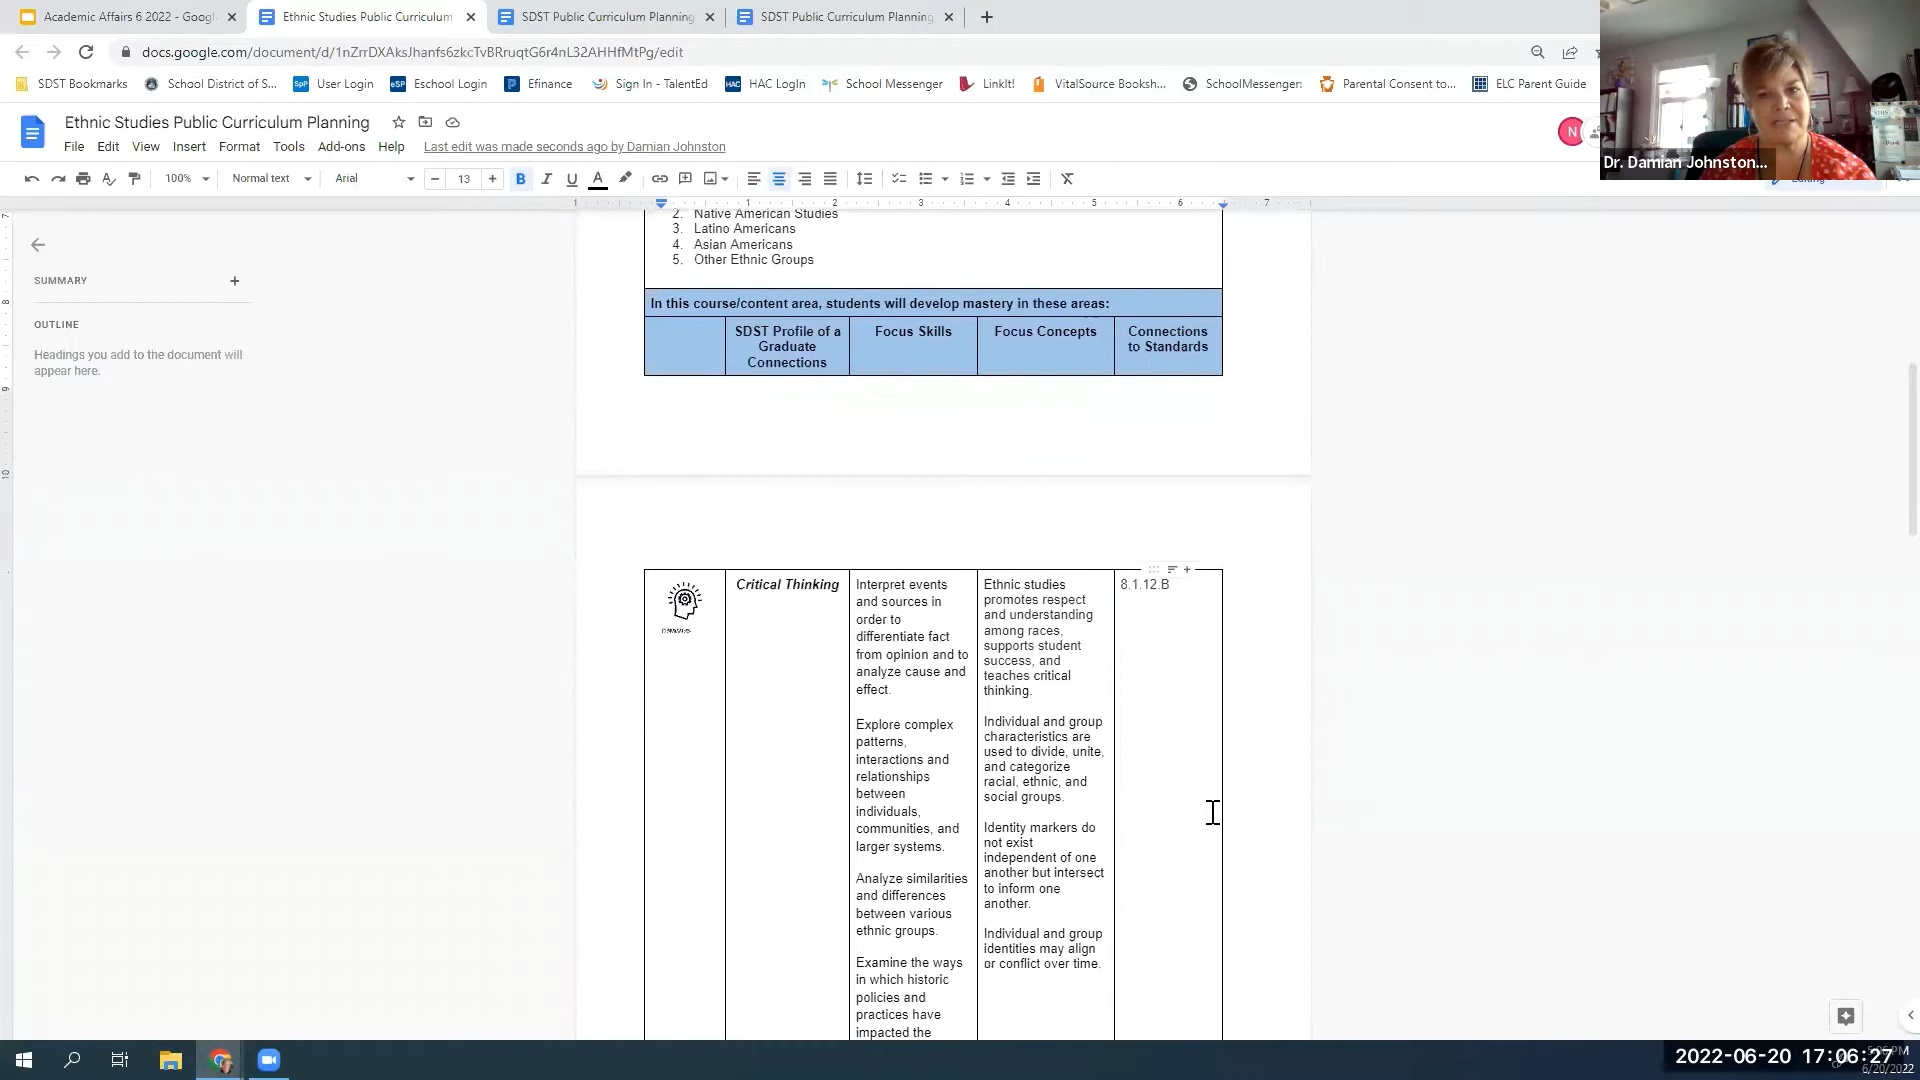 Academic Affairs 6 2022 - Googl
Ethnic Studies Public Curriculum
SDST Public Curriculum Planning
SDST Public Curriculum Planning
docs.google.com/document/d/1nZrrDXAksJhanfs6zkcTvBRruqtG6r4nL32AHHfMtPg/edit
SDST Bookmarks
School District of S...
User Login
Eschool Login
Efinance
Sign In - TalentEd
HAC LogIn
School Messenger
LinkIt!
VitalSource Booksh...
SchoolMessenger:
Parental Consent to...
ELC Parent Guide
Ethnic Studies Public Curriculum Planning
N
File Edit View Insert Format Tools Add-ons Help Last edit was made seconds ago by Damian Johnston
Dr. Damian Johnston...
100% Normal text Arial 13 B I U A
Editing
1 1 2 3 4 5 6 7
SUMMARY
OUTLINE
Headings you add to the document will
appear here.
2. Native American Studies
3. Latino Americans
4. Asian Americans
5. Other Ethnic Groups
In this course/content area, students will develop mastery in these areas:
SDST Profile of a
Graduate
Connections
Focus Skills
Focus Concepts
Connections
to Standards
Critical Thinking
Interpret events
and sources in
order to
differentiate fact
from opinion and to
analyze cause and
effect.
Explore complex
patterns,
interactions and
relationships
between
individuals,
communities, and
larger systems.
Analyze similarities
and differences
between various
ethnic groups.
Examine the ways
in which historic
policies and
practices have
impacted the
Ethnic studies
promotes respect
and understanding
among races,
supports student
success, and
teaches critical
thinking.
Individual and group
characteristics are
used to divide, unite,
and categorize
racial, ethnic, and
social groups.
Identity markers do
not exist
independent of one
another but intersect
to inform one
another.
Individual and group
identities may align
or conflict over time.
8.1.12.B
2022-06-20 17:06:27
6/20/2022